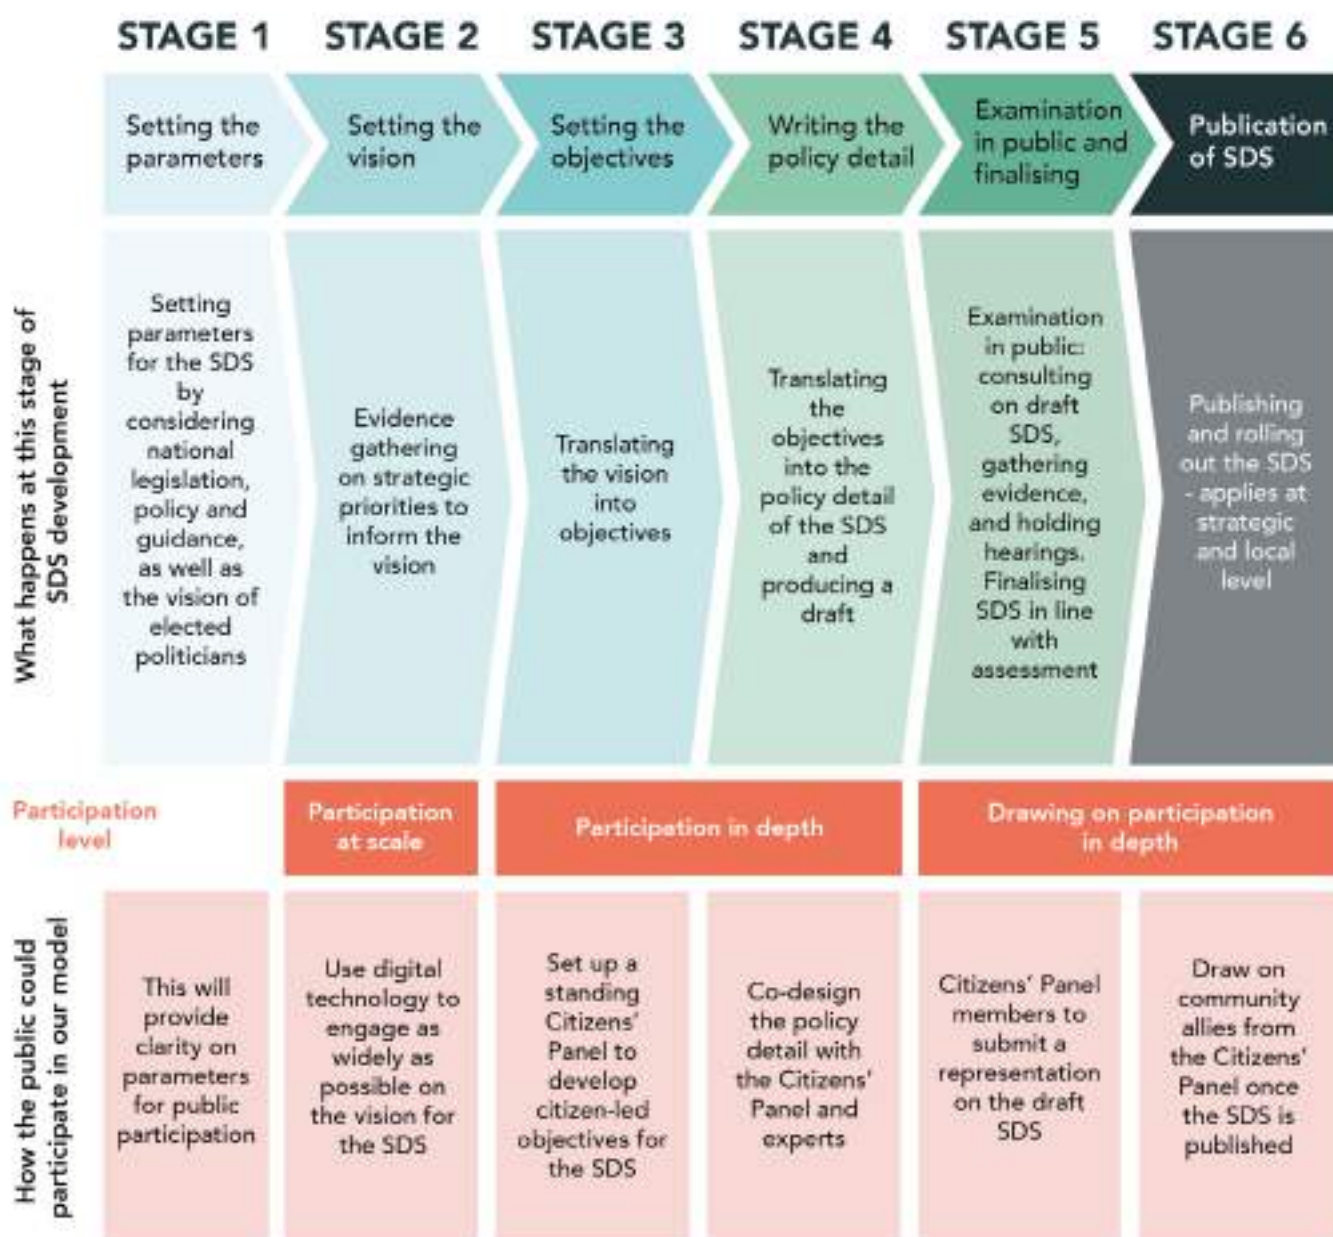 STAGE 1
STAGE 2
STAGE 3
STAGE 4
STAGE 5
STAGE 6
Setting the
parameters
Setting the
vision
Setting the
objectives
Writing the
policy detail
Examination
in public and
finalising
Publication
of SDS
What happens at this stage of
SDS development
Setting
parameters
for the SDS
by
considering
national
legislation,
policy and
guidance,
as well as
the vision of
elected
politicians
Evidence
gathering
on strategic
priorities to
inform the
vision
Translating
the vision
into
objectives
Translating
the
objectives
into the
policy detail
of the SDS
and
producing a
draft
Examination
in public:
consulting
on draft
SDS,
gathering
evidence,
and holding
hearings.
Finalising
SDS in line
with
assessment
Publishing
and rolling
out the SDS
- applies at
strategic
and local
level
Participation
level
Participation
at scale
Participation in depth
Drawing on participation
in depth
How the public could
participate in our model
This will
provide
clarity on
parameters
for public
participation
Use digital
technology to
engage as
widely as
possible on
the vision for
the SDS
Set up a
standing
Citizens'
Panel to
develop
citizen-led
objectives for
the SDS
Co-design
the policy
detail with
the Citizens'
Panel and
experts
Citizens' Panel
members to
submit a
representation
on the draft
SDS
Draw on
community
allies from
the Citizens'
Panel once
the SDS is
published